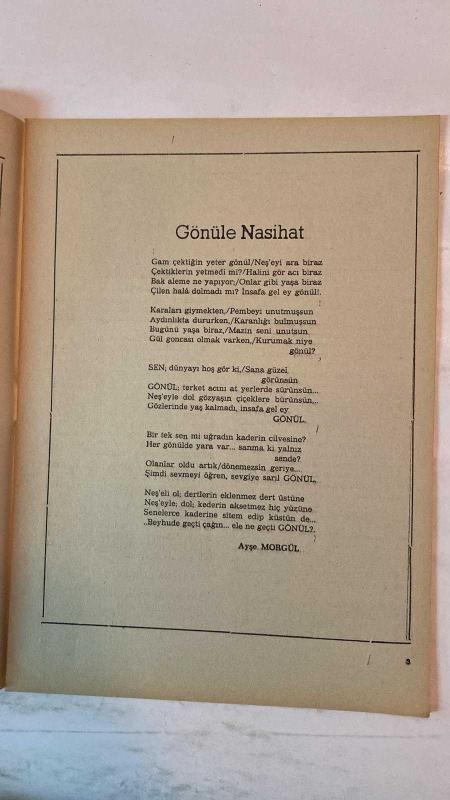 Gönüle Nasihat
Gam çektiğin yeter gönül/Neş'eyi ara biraz
Çektiklerin yetmedi mi?/Halini gör acı biraz
Bak aleme ne yapıyor;/Onlar gibi yaşa biraz
Çilen halâ dolmadı mı? İnsafa gel ey gönül!.
Karaları giymekten,/Pembeyi unutmuşsun
Aydınlıkta dururken,/Karanlığı bulmuşsun
Bugünü yaşa biraz,/Mazin seni unutsun
Gül goncası olmak varken,/Kurumak niye
gönül?
SEN; dünyayı hoş gör ki,/Sana güzel
görünsün
GÖNÜL; terket acını at yerlerde sürünsün...
Neş'eyle dol gözyaşın çiçeklere bürünsün,..
Gözlerinde yaş kalmadı, insafa gel ey
GÖNÜL.
Bir tek sen mi uğradın kaderin cilvesine?
Her gönülde yara var... sanma ki yalnız
sende?
Olanlar oldu artık/dönemezsin geriye...
Şimdi sevmeyi öğren, sevgiye sarıl GÖNÜL.
Neş'eli ol; dertlerin eklenmez dert üstüne
Neş'eyle; dol; kederin aksetmez hiç yüzüne
Senelerce kaderine sitem edip küstün de...
..Beyhude geçti çağın... ele ne geçti GÖNÜL?.
Ayşe MORGÜL
3